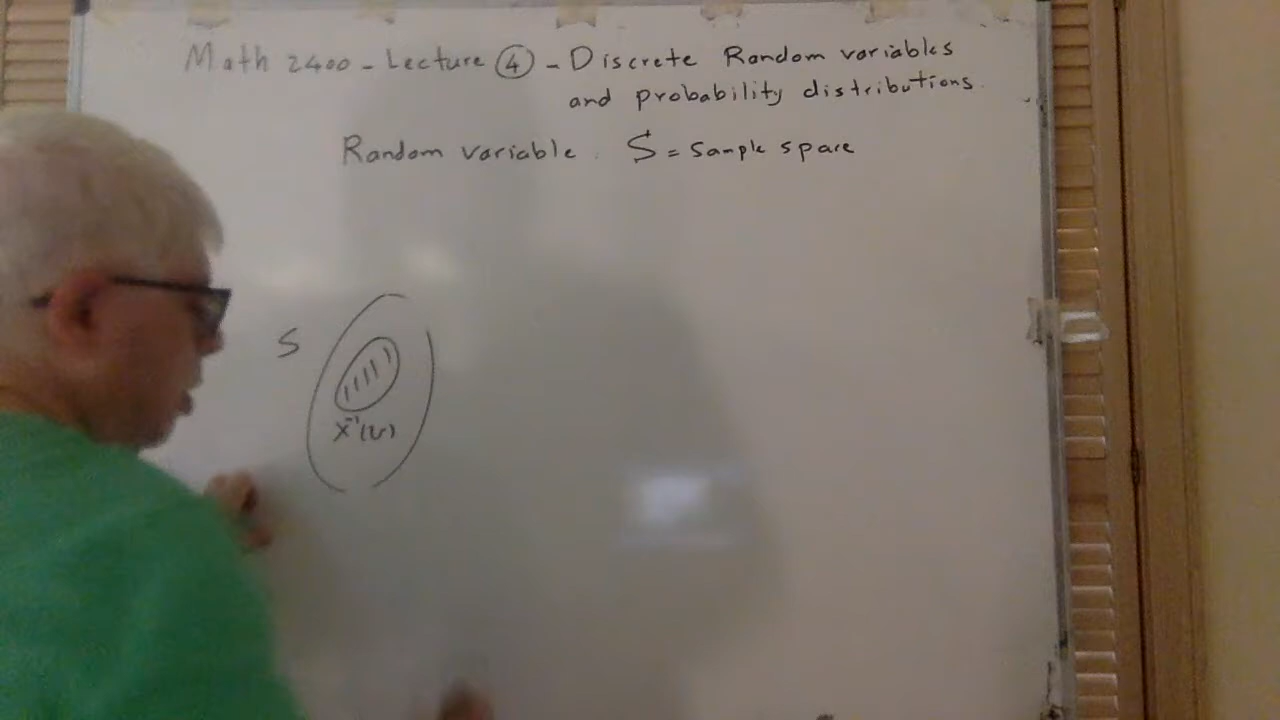 Math 2400 - Lecture ④ - Discrete Random variables
and probability distributions.
Random variable. S = Sample space
S
X⁻¹(v)